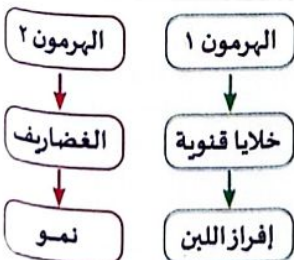 الهرمون ١
خلايا قنوية
إفراز اللبن
الهرمون ٢
الغضاريف
نمو